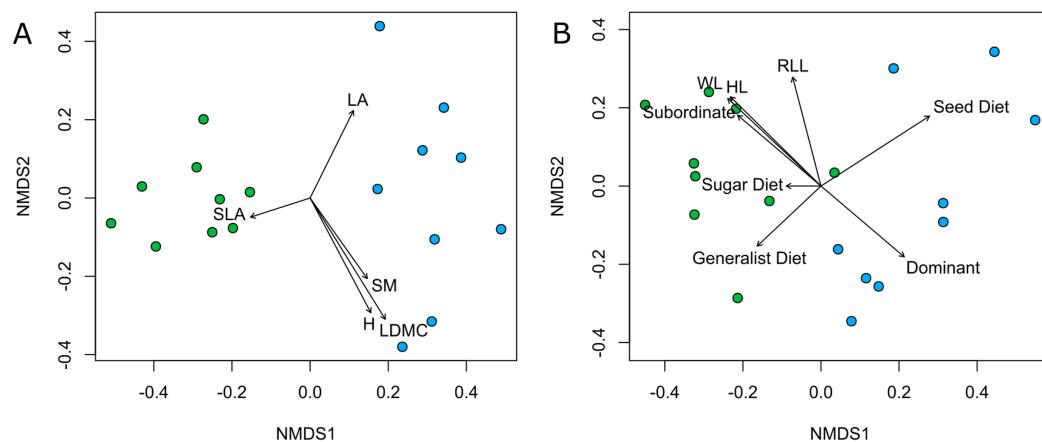 A
0.4
0.2
0.0
-0.2
-0.4
NMDS2
LA
SLA
SM
H
LDMC
-0.4
-0.2
0.0
0.2
0.4
NMDS1
B
0.4
0.2
0.0
-0.2
-0.4
NMDS2
RLL
WL
HL
Subordinate
Seed Diet
Sugar Diet
Generalist Diet
Dominant
-0.4
-0.2
0.0
0.2
0.4
NMDS1